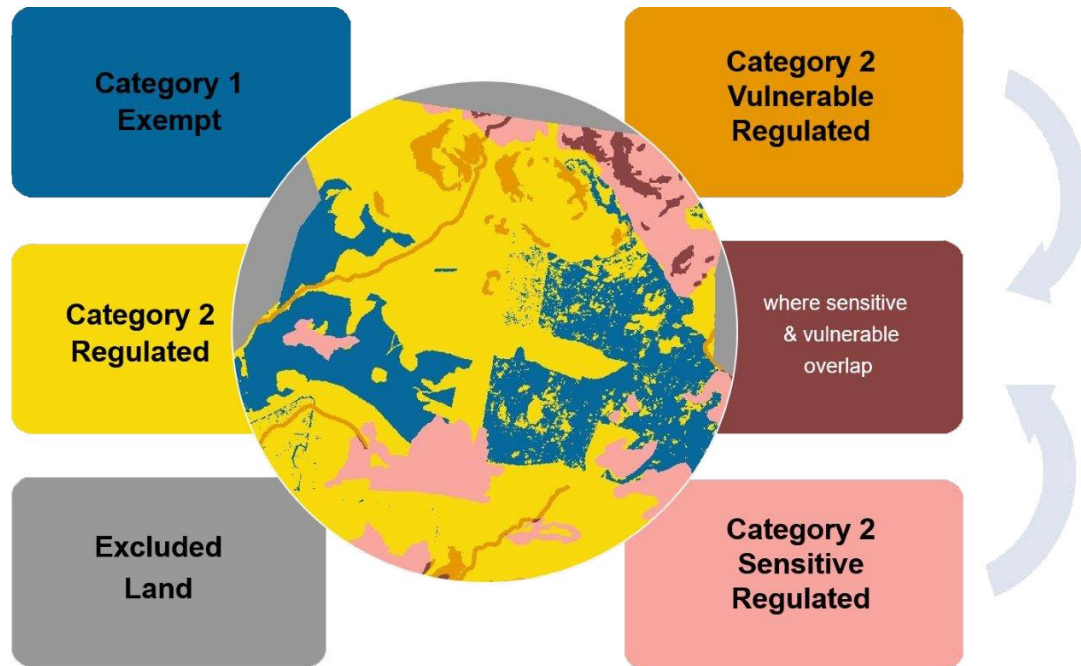 Category 1
Exempt
Category 2
Vulnerable
Regulated
Category 2
Regulated
where sensitive
& vulnerable
overlap
Excluded
Land
Category 2
Sensitive
Regulated